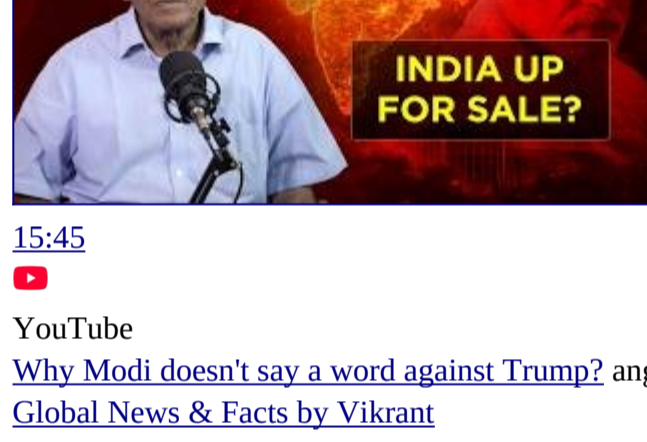 INDIA UP
FOR SALE?
15:45
YouTube
Why Modi doesn't say a word against Trump?
Global News & Facts by Vikrant